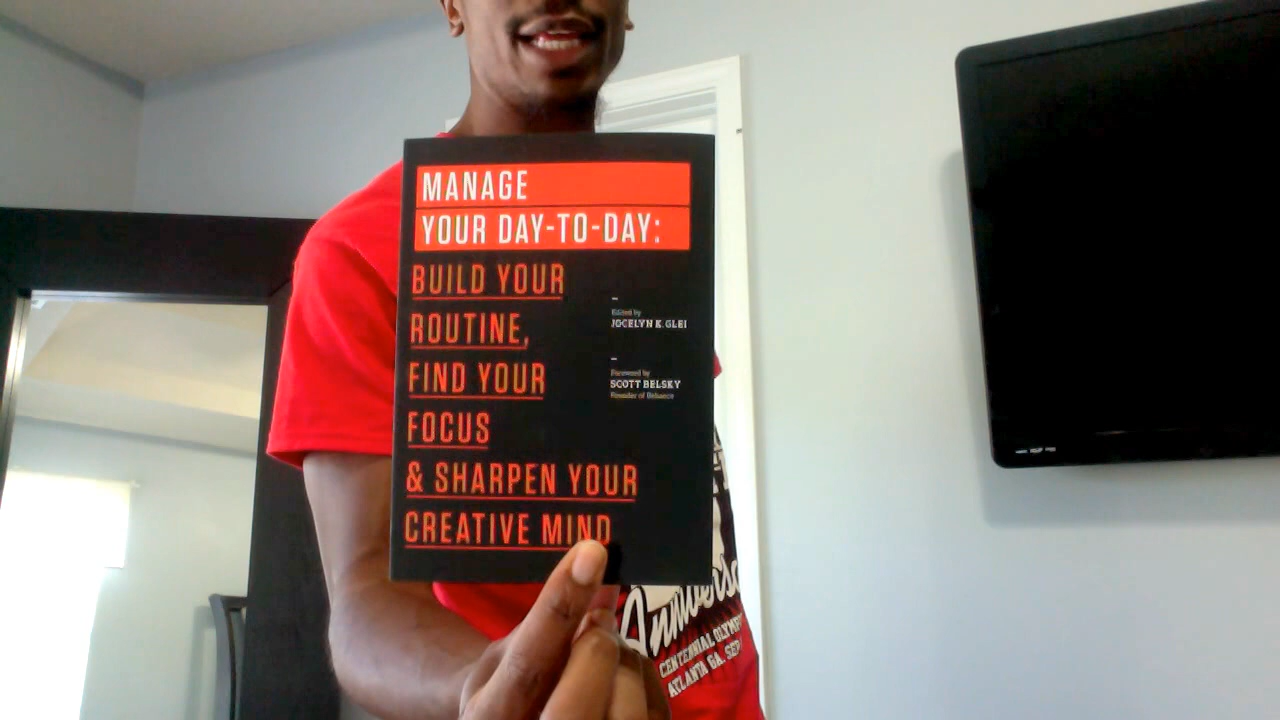 MANAGE
YOUR DAY-TO-DAY:
BUILD YOUR
ROUTINE,
FIND YOUR
FOCUS
& SHARPEN YOUR
CREATIVE MIND
Edited by
JOCELYN K. GLEI
Foreword by
SCOTT BELSKY
Founder of Behance
CENTENNIAL
ATLANTA GA.